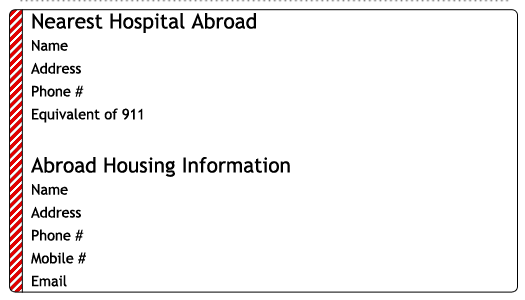 Nearest Hospital Abroad
Name
Address
Phone #
Equivalent of 911
Abroad Housing Information
Name
Address
Phone #
Mobile #
Email